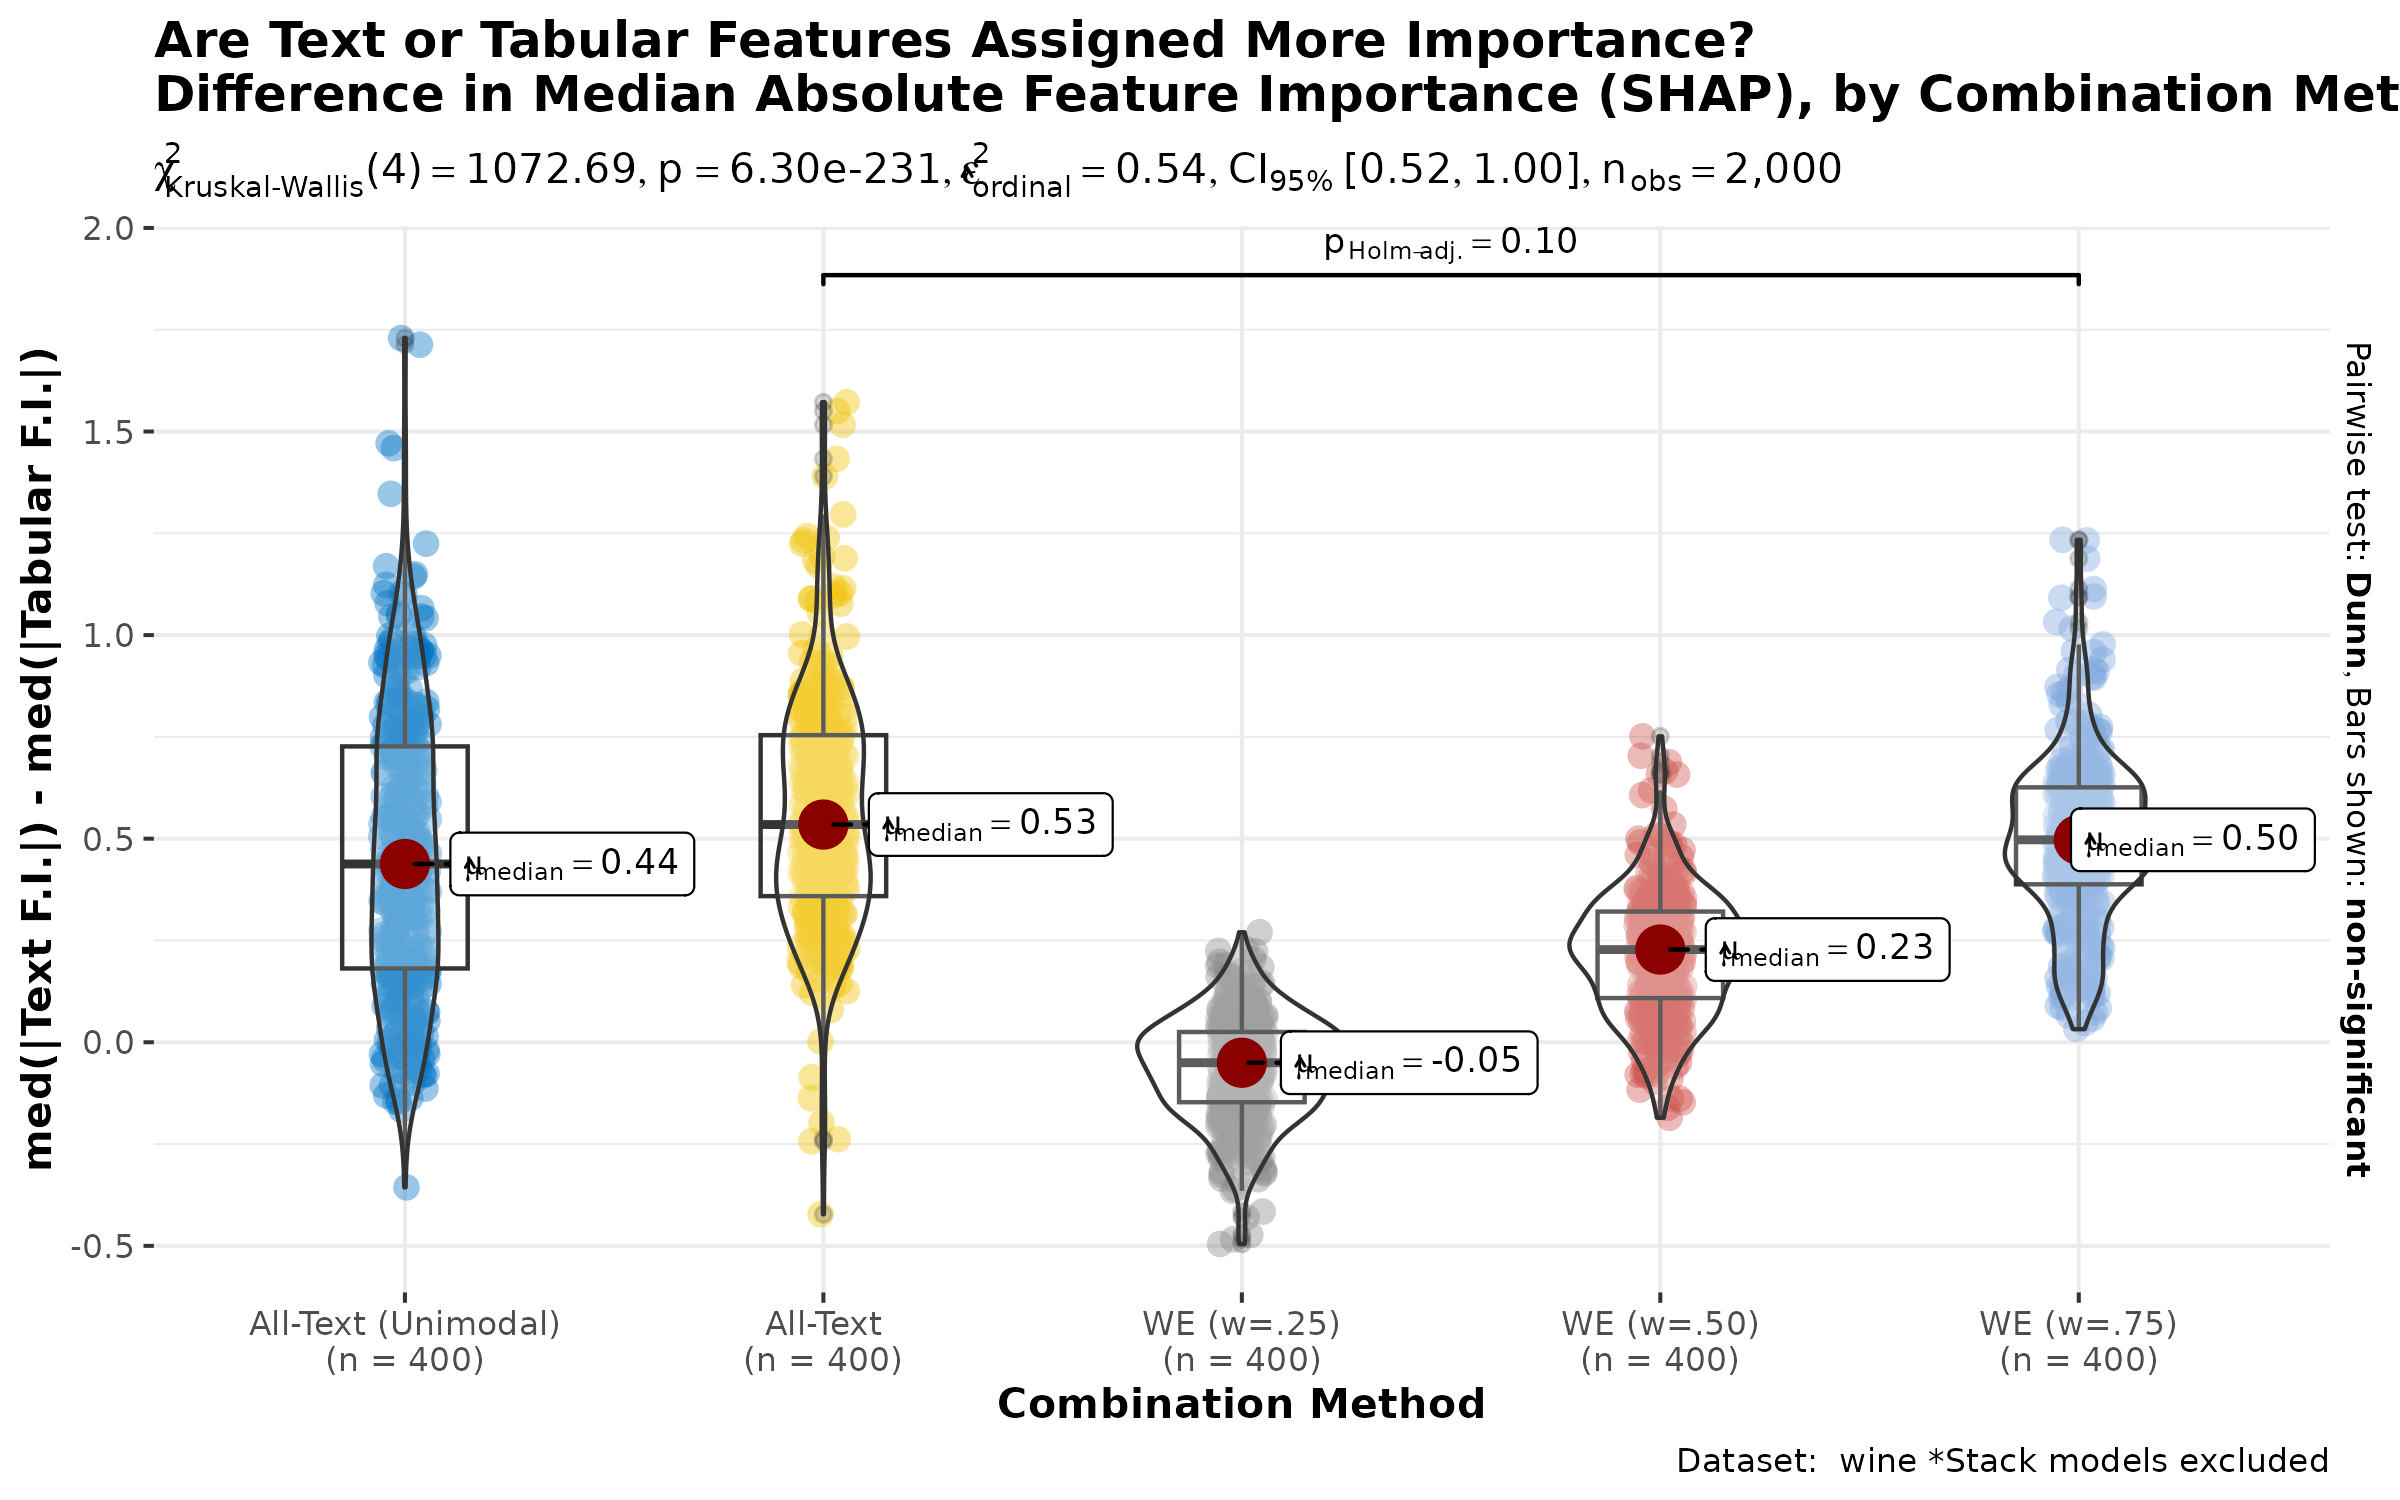 Are Text or Tabular Features Assigned More Importance?
Difference in Median Absolute Feature Importance (SHAP), by Combination Met
χ²Kruskal-Wallis(4) = 1072.69, p = 6.30e-231, ε̂²ordinal = 0.54, CI95% [0.52, 1.00], nobs = 2,000
2.0
1.5
1.0
0.5
0.0
-0.5
med(|Text F.I.|) - med(|Tabular F.I.|)
pHolm-adj. = 0.10
μ̂median = 0.44
μ̂median = 0.53
μ̂median = -0.05
μ̂median = 0.23
μ̂median = 0.50
Pairwise test: Dunn, Bars shown: non-significant
All-Text (Unimodal)
(n = 400)
All-Text
(n = 400)
WE (w=.25)
(n = 400)
WE (w=.50)
(n = 400)
WE (w=.75)
(n = 400)
Combination Method
Dataset:  wine *Stack models excluded